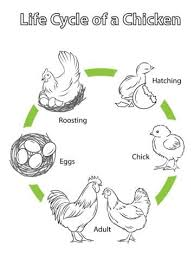 Life Cycle of a Chicken
Hatching
Roosting
Eggs
Chick
Adult